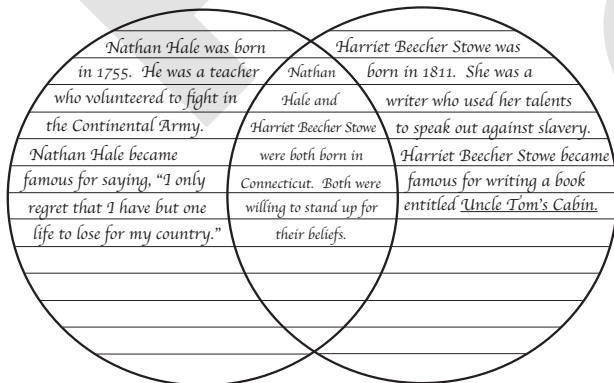 Nathan Hale was born
in 1755. He was a teacher
who volunteered to fight in
the Continental Army.
Nathan Hale became
famous for saying, "I only
regret that I have but one
life to lose for my country."
Nathan
Hale and
Harriet Beecher Stowe
were both born in
Connecticut. Both were
willing to stand up for
their beliefs.
Harriet Beecher Stowe was
born in 1811. She was a
writer who used her talents
to speak out against slavery.
Harriet Beecher Stowe became
famous for writing a book
entitled Uncle Tom's Cabin.